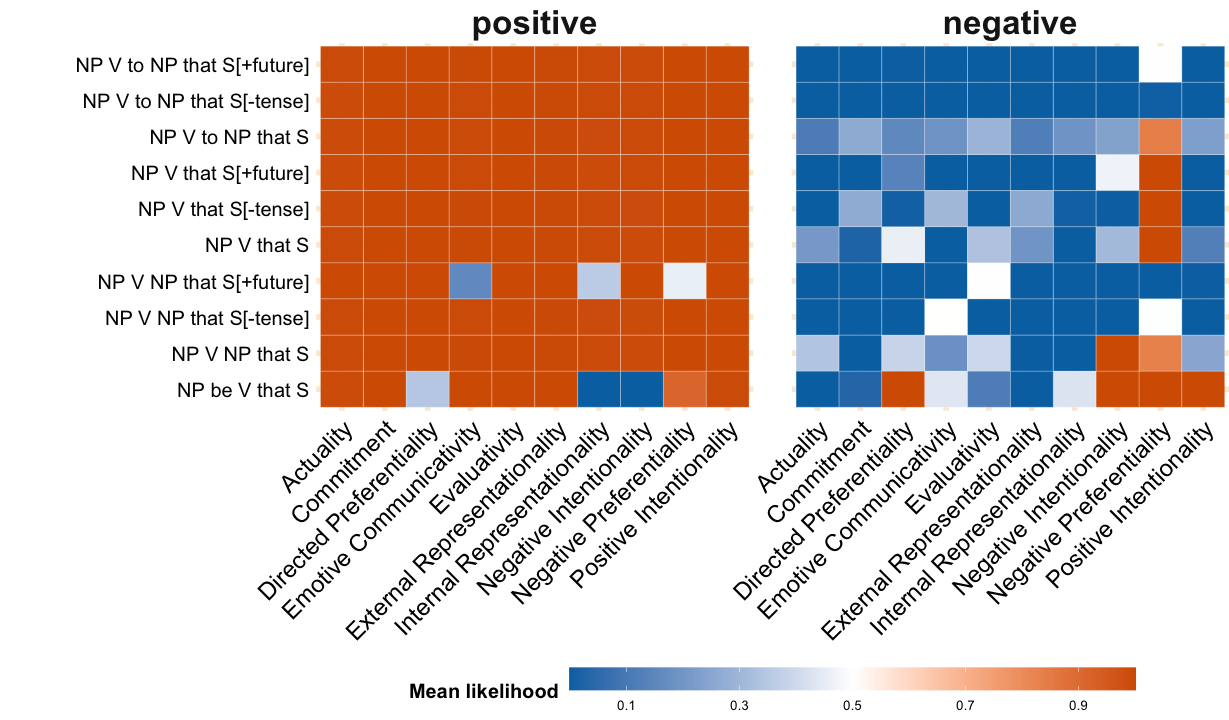 positive
negative
NP V to NP that S[+future]
NP V to NP that S[-tense]
NP V to NP that S
NP V that S[+future]
NP V that S[-tense]
NP V that S
NP V NP that S[+future]
NP V NP that S[-tense]
NP V NP that S
NP be V that S
Actuality
Commitment
Directed Preferentiality
Emotive Communicativity
Evaluativity
External Representationality
Internal Representationality
Negative Intentionality
Negative Preferentiality
Positive Intentionality
Actuality
Commitment
Directed Preferentiality
Emotive Communicativity
Evaluativity
External Representationality
Internal Representationality
Negative Intentionality
Negative Preferentiality
Positive Intentionality
Mean likelihood
0.1 0.3 0.5 0.7 0.9